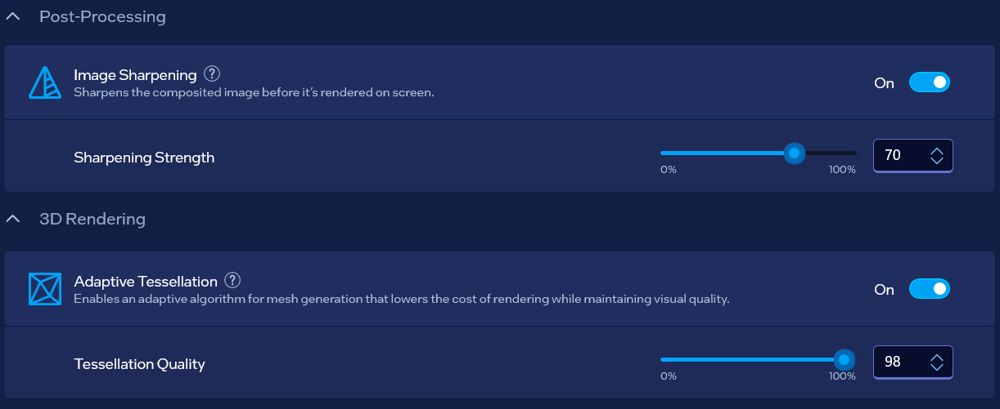 Post-Processing
Image Sharpening ?
On
Sharpens the composited image before it’s rendered on screen.
Sharpening Strength
70
0% 100%
3D Rendering
Adaptive Tessellation ?
On
Enables an adaptive algorithm for mesh generation that lowers the cost of rendering while maintaining visual quality.
Tessellation Quality
98
0% 100%